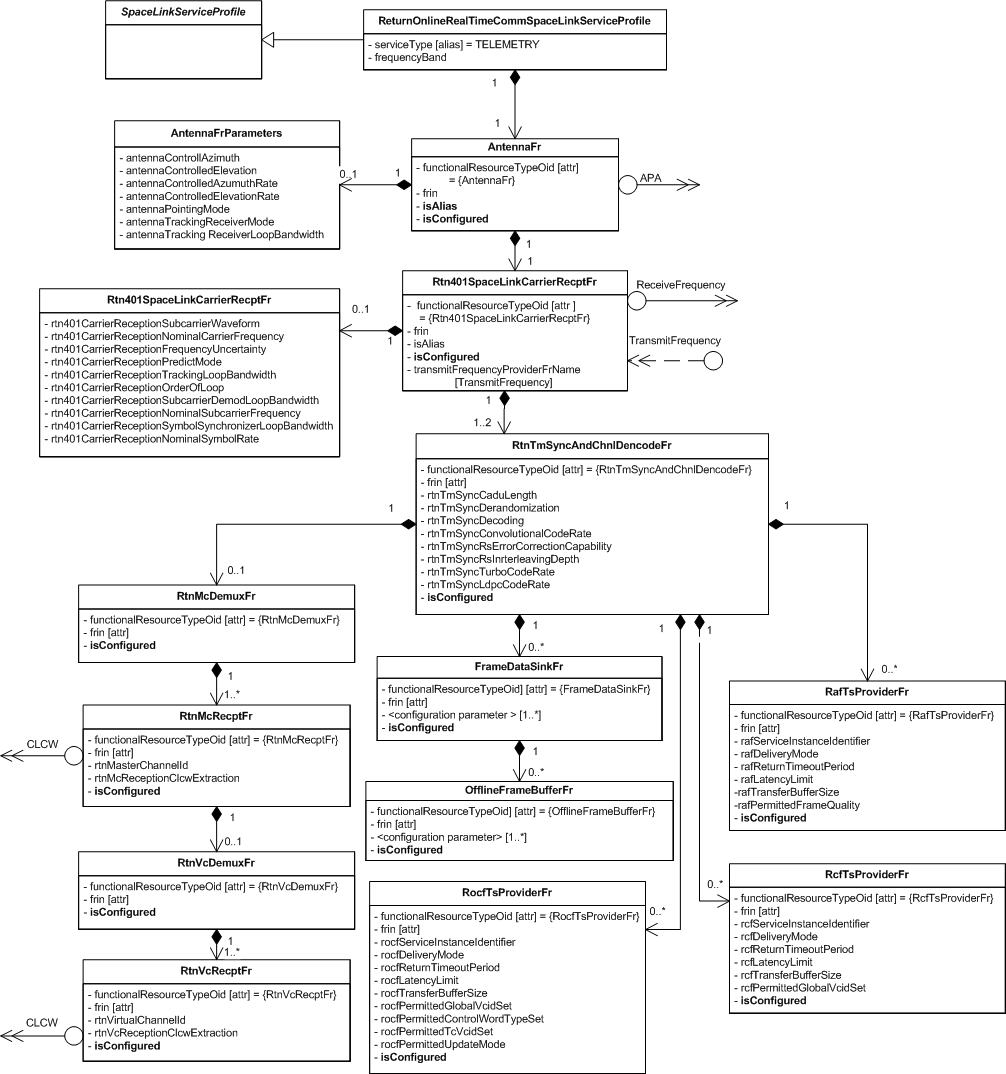 SpaceLinkServiceProfile
ReturnOnlineRealTimeCommSpaceLinkServiceProfile
- serviceType [alias] = TELEMETRY
- frequencyBand
1
1
AntennaFrParameters
- antennaControllAzimuth
- antennaControlledElevation
- antennaControlledAzumuthRate
- antennaControlledElevationRate
- antennaPointingMode
- antennaTrackingReceiverMode
- antennaTracking ReceiverLoopBandwidth
0..1
1
AntennaFr
- functionalResourceTypeOid [attr]
= {AntennaFr}
- frin
- isAlias
- isConfigured
APA
1
1
Rtn401SpaceLinkCarrierRecptFr
- rtn401CarrierReceptionSubcarrierWaveform
- rtn401CarrierReceptionNominalCarrierFrequency
- rtn401CarrierReceptionFrequencyUncertainty
- rtn401CarrierReceptionPredictMode
- rtn401CarrierReceptionTrackingLoopBandwidth
- rtn401CarrierReceptionOrderOfLoop
- rtn401CarrierReceptionSubcarrierDemodLoopBandwidth
- rtn401CarrierReceptionNominalSubcarrierFrequency
- rtn401CarrierReceptionSymbolSynchronizerLoopBandwidth
- rtn401CarrierReceptionNominalSymbolRate
0..1
1
Rtn401SpaceLinkCarrierRecptFr
- functionalResourceTypeOid [attr ]
= {Rtn401SpaceLinkCarrierRecptFr}
- frin
- isAlias
- isConfigured
- transmitFrequencyProviderFrName
[TransmitFrequency]
ReceiveFrequency
TransmitFrequency
1
1..2
RtnTmSyncAndChnlDencodeFr
- functionalResourceTypeOid [attr] = {RtnTmSyncAndChnlDencodeFr}
- frin [attr]
- rtnTmSyncCaduLength
- rtnTmSyncDerandomization
- rtnTmSyncDecoding
- rtnTmSyncConvolutionalCodeRate
- rtnTmSyncRsErrorCorrectionCapability
- rtnTmSyncRsInrterleavingDepth
- rtnTmSyncTurboCodeRate
- rtnTmSyncLdpcCodeRate
- isConfigured
1
1
0..1
RtnMcDemuxFr
- functionalResourceTypeOid [attr] = {RtnMcDemuxFr}
- frin [attr]
- isConfigured
1
1..*
RtnMcRecptFr
- functionalResourceTypeOid [attr] = {RtnMcRecptFr}
- frin [attr]
- rtnMasterChannelId
- rtnMcReceptionClcwExtraction
- isConfigured
CLCW
1
0..1
RtnVcDemuxFr
- functionalResourceTypeOid [attr] = {RtnVcDemuxFr}
- frin [attr]
- isConfigured
1
1..*
RtnVcRecptFr
- functionalResourceTypeOid [attr] = {RtnVcRecptFr}
- frin [attr]
- rtnVirtualChannelId
- rtnVcReceptionClcwExtraction
- isConfigured
CLCW
1
0..*
FrameDataSinkFr
- functionalResourceTypeOid] [attr] = {FrameDataSinkFr}
- frin [attr]
- <configuration parameter > [1..*]
- isConfigured
1
0..*
OfflineFrameBufferFr
- functionalResourceTypeOid] [attr] = {OfflineFrameBufferFr}
- frin [attr]
- <configuration parameter> [1..*]
- isConfigured
1
0..*
RocfTsProviderFr
- functionalResourceTypeOid [attr] = {RocfTsProviderFr}
- frin [attr]
- rocfServiceInstanceIdentifier
- rocfDeliveryMode
- rocfReturnTimeoutPeriod
- rocfLatencyLimit
- rocfTransferBufferSize
- rocfPermittedGlobalVcidSet
- rocfPermittedControlWordTypeSet
- rocfPermittedTcVcidSet
- rocfPermittedUpdateMode
- isConfigured
0..*
RafTsProviderFr
- functionalResourceTypeOid [attr] = {RafTsProviderFr}
- frin [attr]
- rafServiceInstanceIdentifier
- rafDeliveryMode
- rafReturnTimeoutPeriod
- rafLatencyLimit
- rafTransferBufferSize
-rafPermittedFrameQuality
- isConfigured
1
0..*
RcfTsProviderFr
- functionalResourceTypeOid [attr] = {RcfTsProviderFr}
- frin [attr]
- rcfServiceInstanceIdentifier
- rcfDeliveryMode
- rcfReturnTimeoutPeriod
- rcfLatencyLimit
- rcfTransferBufferSize
- rcfPermittedGlobalVcidSet
- isConfigured